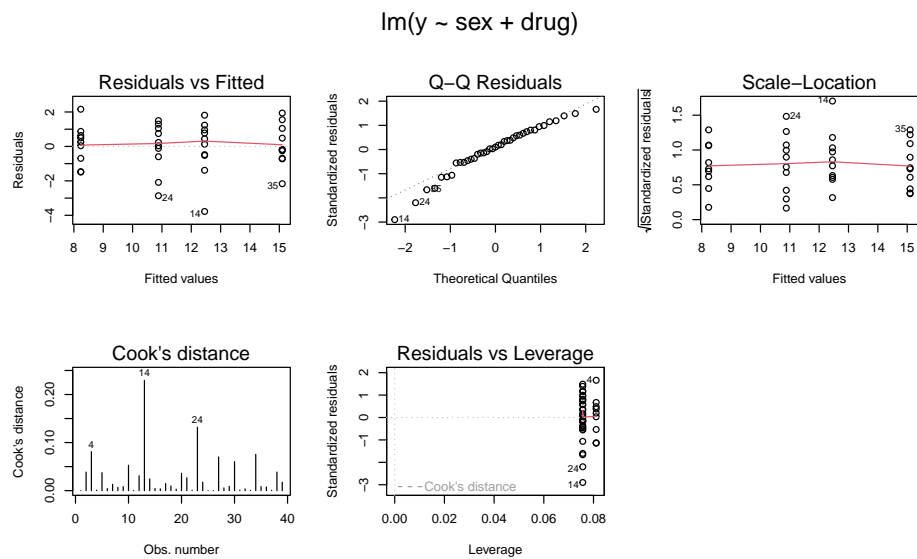 lm(y ~ sex + drug)
Residuals vs Fitted
Residuals
2
0
−2
−4
24
14
35
8 9 10 11 12 13 14 15
Fitted values
Q−Q Residuals
Standardized residuals
2
1
0
−1
−3
14
24
−2 −1 0 1 2
Theoretical Quantiles
Scale−Location
√|Standardized residuals|
1.5
1.0
0.5
0.0
14
24
35
8 9 10 11 12 13 14 15
Fitted values
Cook's distance
Cook's distance
0.20
0.10
0.00
4
14
24
0 10 20 30 40
Obs. number
Residuals vs Leverage
Standardized residuals
2
1
0
−1
−3
4
24
14
Cook's distance
0.00 0.02 0.04 0.06 0.08
Leverage